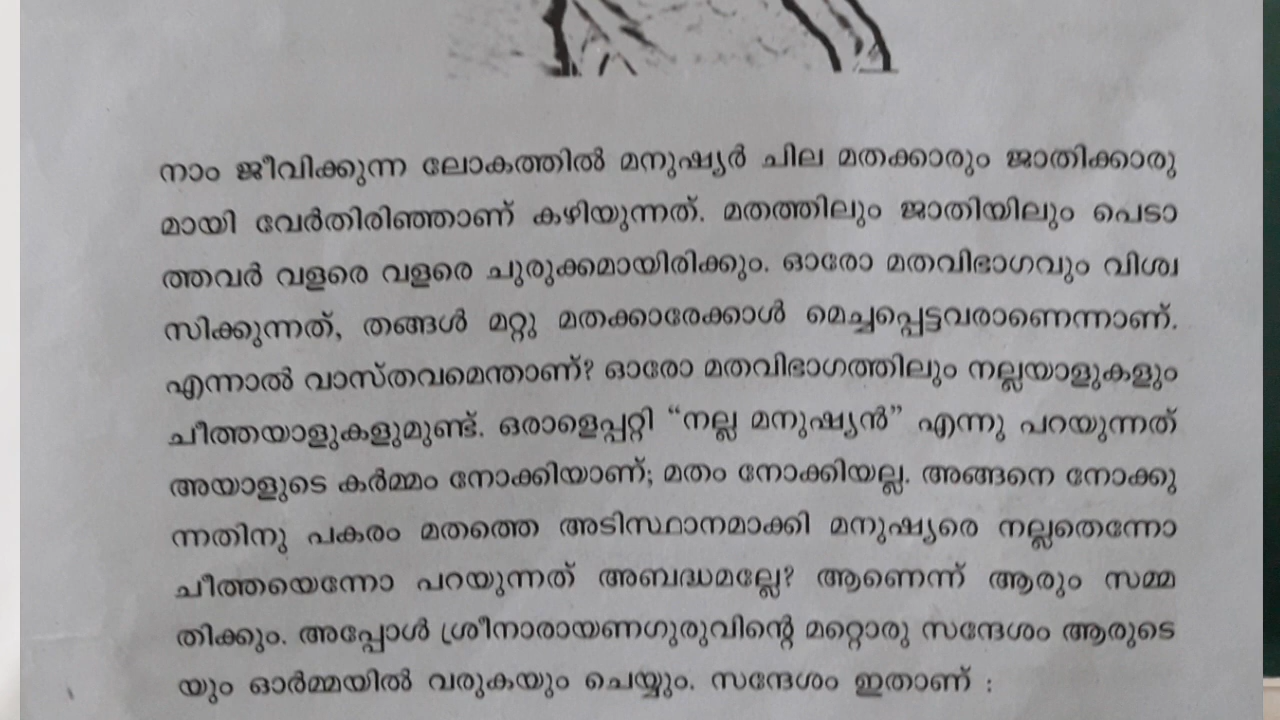 നാം ജീവിക്കുന്ന ലോകത്തിൽ മനുഷ്യർ ചില മതക്കാരും ജാതിക്കാരു
മായി വേർതിരിഞ്ഞാണ് കഴിയുന്നത്. മതത്തിലും ജാതിയിലും പെടാ
ത്തവർ വളരെ വളരെ ചുരുക്കമായിരിക്കും. ഓരോ മതവിഭാഗവും വിശ്വ
സിക്കുന്നത്, തങ്ങൾ മറ്റു മതക്കാരേക്കാൾ മെച്ചപ്പെട്ടവരാണെന്നാണ്.
എന്നാൽ വാസ്തവമെന്താണ്? ഓരോ മതവിഭാഗത്തിലും നല്ലയാളുകളും
ചീത്തയാളുകളുമുണ്ട്. ഒരാളെപ്പറ്റി “നല്ല മനുഷ്യൻ” എന്നു പറയുന്നത്
അയാളുടെ കർമ്മം നോക്കിയാണ്; മതം നോക്കിയല്ല. അങ്ങനെ നോക്കു
ന്നതിനു പകരം മതത്തെ അടിസ്ഥാനമാക്കി മനുഷ്യരെ നല്ലതെന്നോ
ചീത്തയെന്നോ പറയുന്നത് അബദ്ധമല്ലേ? ആണെന്ന് ആരും സമ്മ
തിക്കും. അപ്പോൾ ശ്രീനാരായണഗുരുവിന്റെ മറ്റൊരു സന്ദേശം ആരുടെ
യും ഓർമ്മയിൽ വരുകയും ചെയ്യും. സന്ദേശം ഇതാണ് :